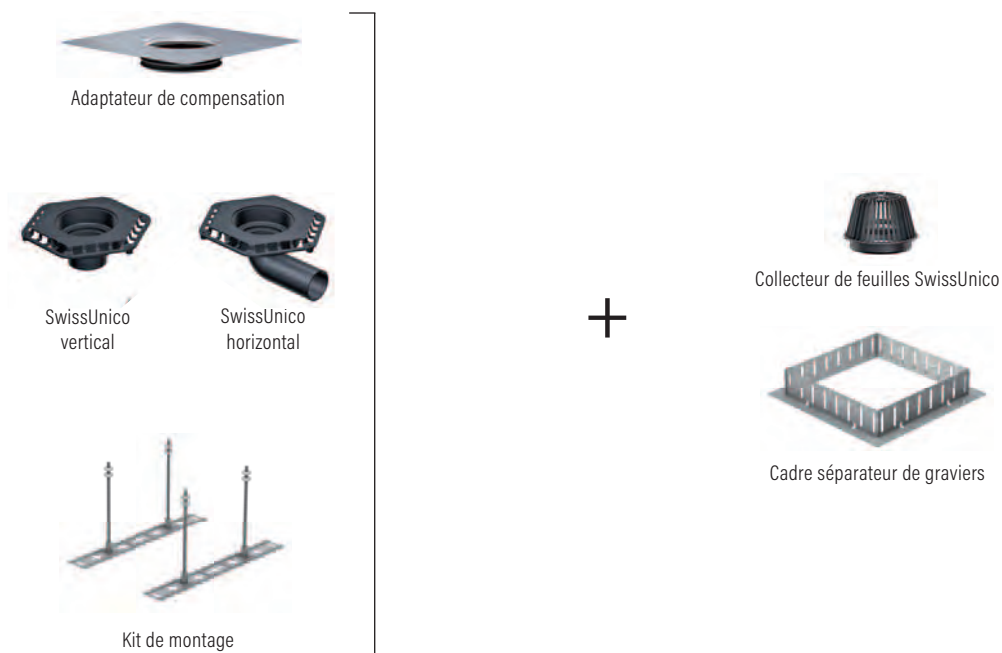 Adaptateur de compensation
SwissUnico
vertical
SwissUnico
horizontal
Kit de montage
+
Collecteur de feuilles SwissUnico
Cadre séparateur de graviers